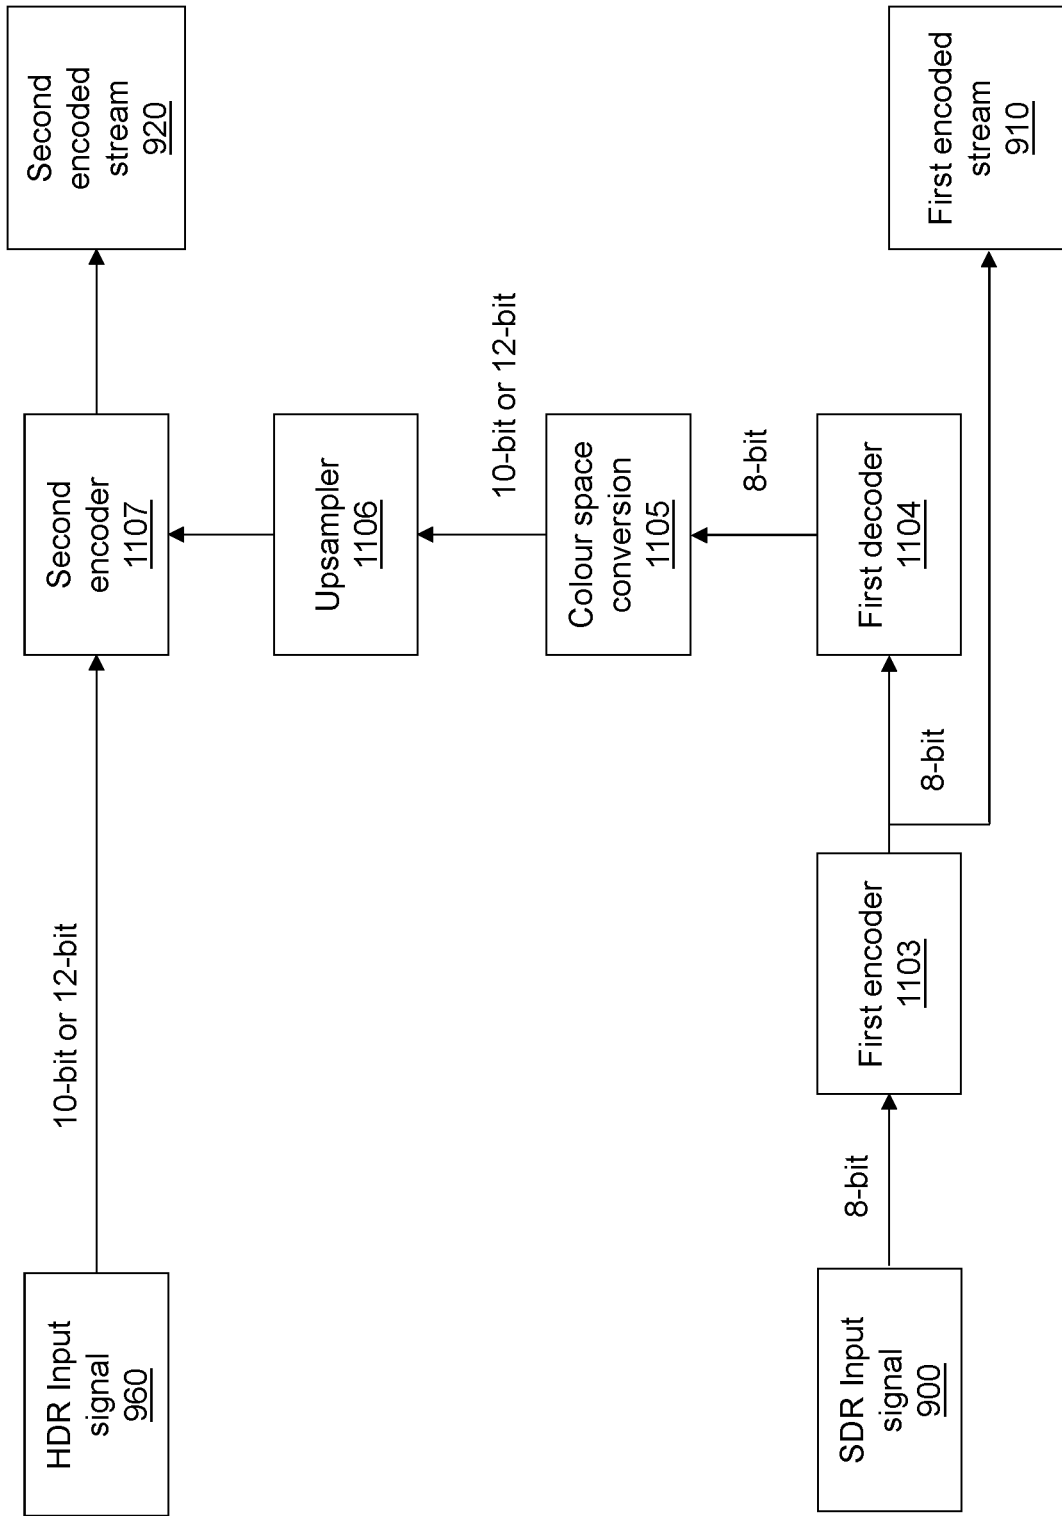 HDR Input
signal
960
10-bit or 12-bit
Second
encoder
1107
Second
encoded
stream
920
Upsampler
1106
10-bit or 12-bit
Colour space
conversion
1105
8-bit
SDR Input
signal
900
8-bit
First encoder
1103
8-bit
First decoder
1104
First encoded
stream
910